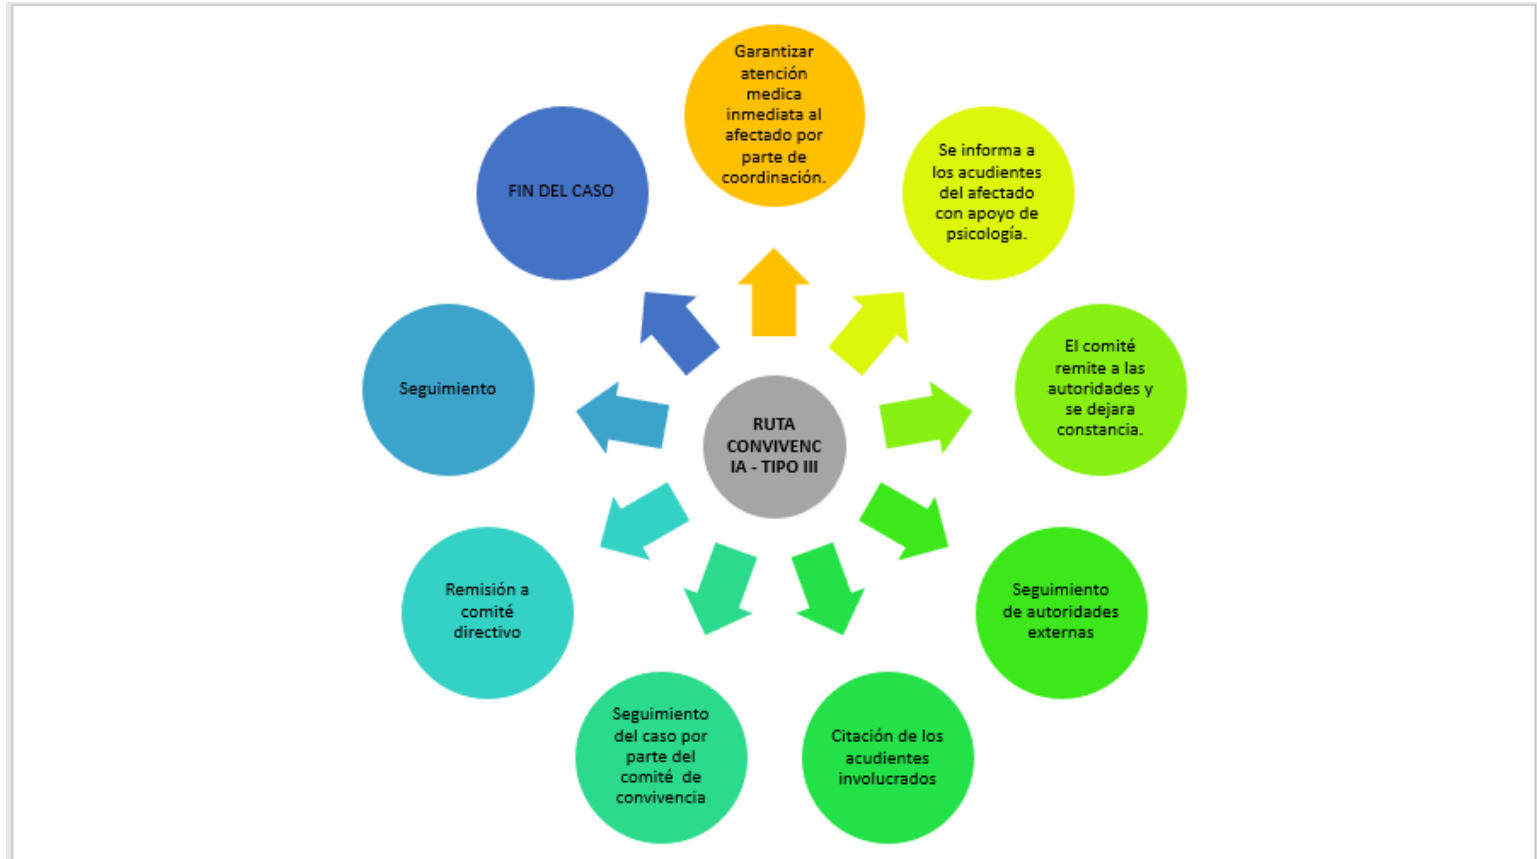 Garantizar
atención
medica
inmediata al
afectado por
parte de
coordinación.
Se informa a
los acudientes
del afectado
con apoyo de
psicología.
El comité
remite a las
autoridades y
se dejara
constancia.
Seguimiento
de autoridades
externas
Citación de los
acudientes
involucrados
Seguimiento
del caso por
parte del
comité de
convivencia
Remisión a
comité
directivo
Seguimiento
FIN DEL CASO
RUTA
CONVIVENC
IA - TIPO III